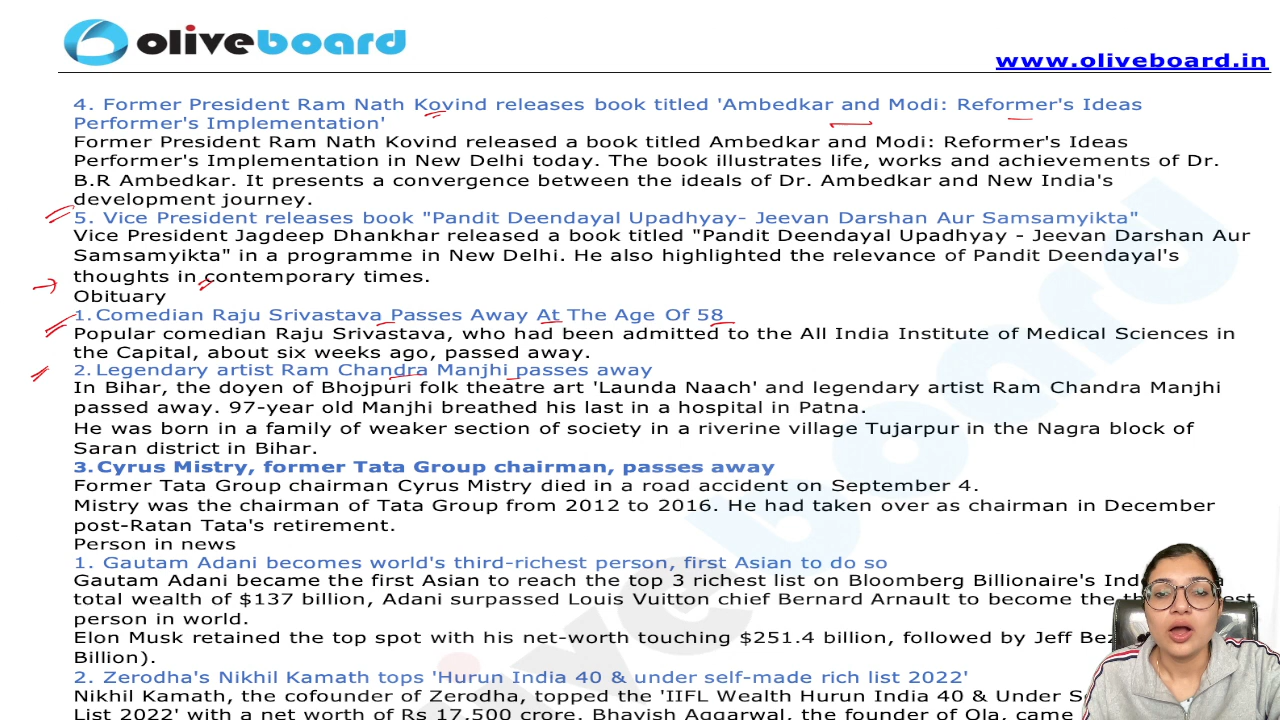 oliveboard
www.oliveboard.in
4. Former President Ram Nath Kovind releases book titled 'Ambedkar and Modi: Reformer's Ideas
Performer's Implementation'
Former President Ram Nath Kovind released a book titled Ambedkar and Modi: Reformer's Ideas
Performer's Implementation in New Delhi today. The book illustrates life, works and achievements of Dr.
B.R Ambedkar. It presents a convergence between the ideals of Dr. Ambedkar and New India's
development journey.
5. Vice President releases book "Pandit Deendayal Upadhyay- Jeevan Darshan Aur Samsamyikta"
Vice President Jagdeep Dhankhar released a book titled "Pandit Deendayal Upadhyay - Jeevan Darshan Aur
Samsamyikta" in a programme in New Delhi. He also highlighted the relevance of Pandit Deendayal's
thoughts in contemporary times.
Obituary
1.Comedian Raju Srivastava Passes Away At The Age Of 58
Popular comedian Raju Srivastava, who had been admitted to the All India Institute of Medical Sciences in
the Capital, about six weeks ago, passed away.
2.Legendary artist Ram Chandra Manjhi passes away
In Bihar, the doyen of Bhojpuri folk theatre art 'Launda Naach' and legendary artist Ram Chandra Manjhi
passed away. 97-year old Manjhi breathed his last in a hospital in Patna.
He was born in a family of weaker section of society in a riverine village Tujarpur in the Nagra block of
Saran district in Bihar.
3.Cyrus Mistry, former Tata Group chairman, passes away
Former Tata Group chairman Cyrus Mistry died in a road accident on September 4.
Mistry was the chairman of Tata Group from 2012 to 2016. He had taken over as chairman in December
post-Ratan Tata's retirement.
Person in news
1. Gautam Adani becomes world's third-richest person, first Asian to do so
Gautam Adani became the first Asian to reach the top 3 richest list on Bloomberg Billionaire's
total wealth of $137 billion, Adani surpassed Louis Vuitton chief Bernard Arnault to become the
person in world.
Elon Musk retained the top spot with his net-worth touching $251.4 billion, followed by Jeff
Billion).
2. Zerodha's Nikhil Kamath tops 'Hurun India 40 & under self-made rich list 2022'
Nikhil Kamath, the cofounder of Zerodha, topped the 'IIFL Wealth Hurun India 40 & Under
List 2022' with a net worth of Rs 17,500 crore. Bhavish Aggarwal, the founder of Ola, came